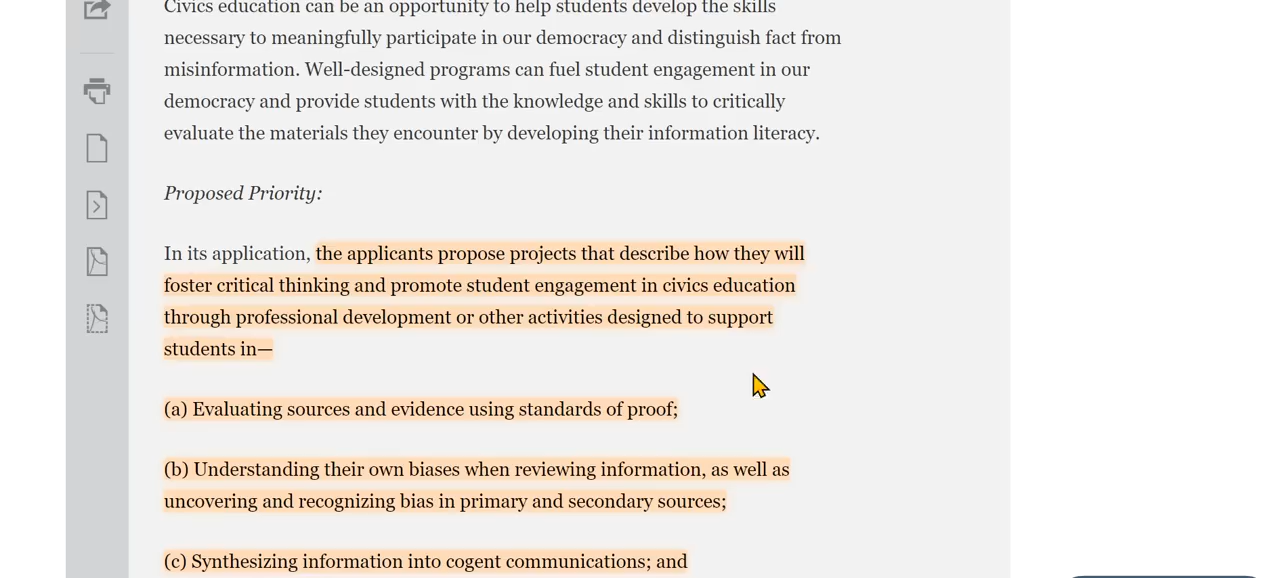 Civics education can be an opportunity to help students develop the skills
necessary to meaningfully participate in our democracy and distinguish fact from
misinformation. Well-designed programs can fuel student engagement in our
democracy and provide students with the knowledge and skills to critically
evaluate the materials they encounter by developing their information literacy.
Proposed Priority:
In its application, the applicants propose projects that describe how they will
foster critical thinking and promote student engagement in civics education
through professional development or other activities designed to support
students in—
(a) Evaluating sources and evidence using standards of proof;
(b) Understanding their own biases when reviewing information, as well as
uncovering and recognizing bias in primary and secondary sources;
(c) Synthesizing information into cogent communications; and